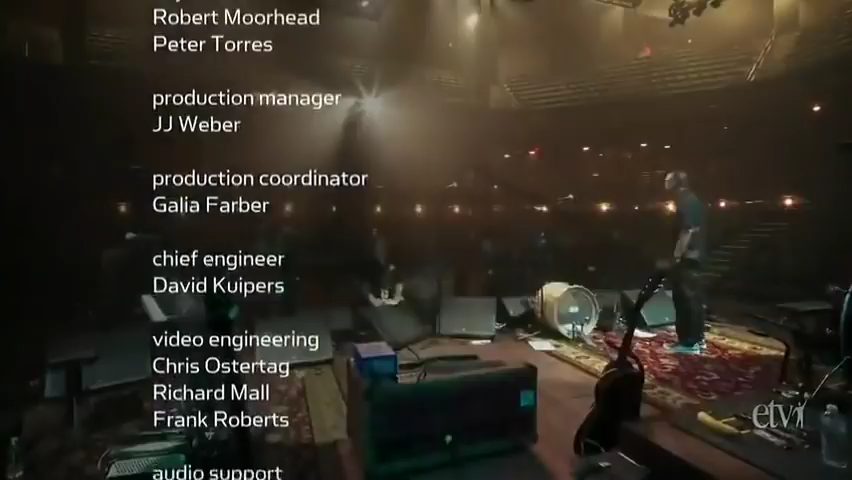 Robert Moorhead
Peter Torres
production manager
JJ Weber
production coordinator
Galia Farber
chief engineer
David Kuipers
video engineering
Chris Ostertag
Richard Mall
Frank Roberts
audio support
etv